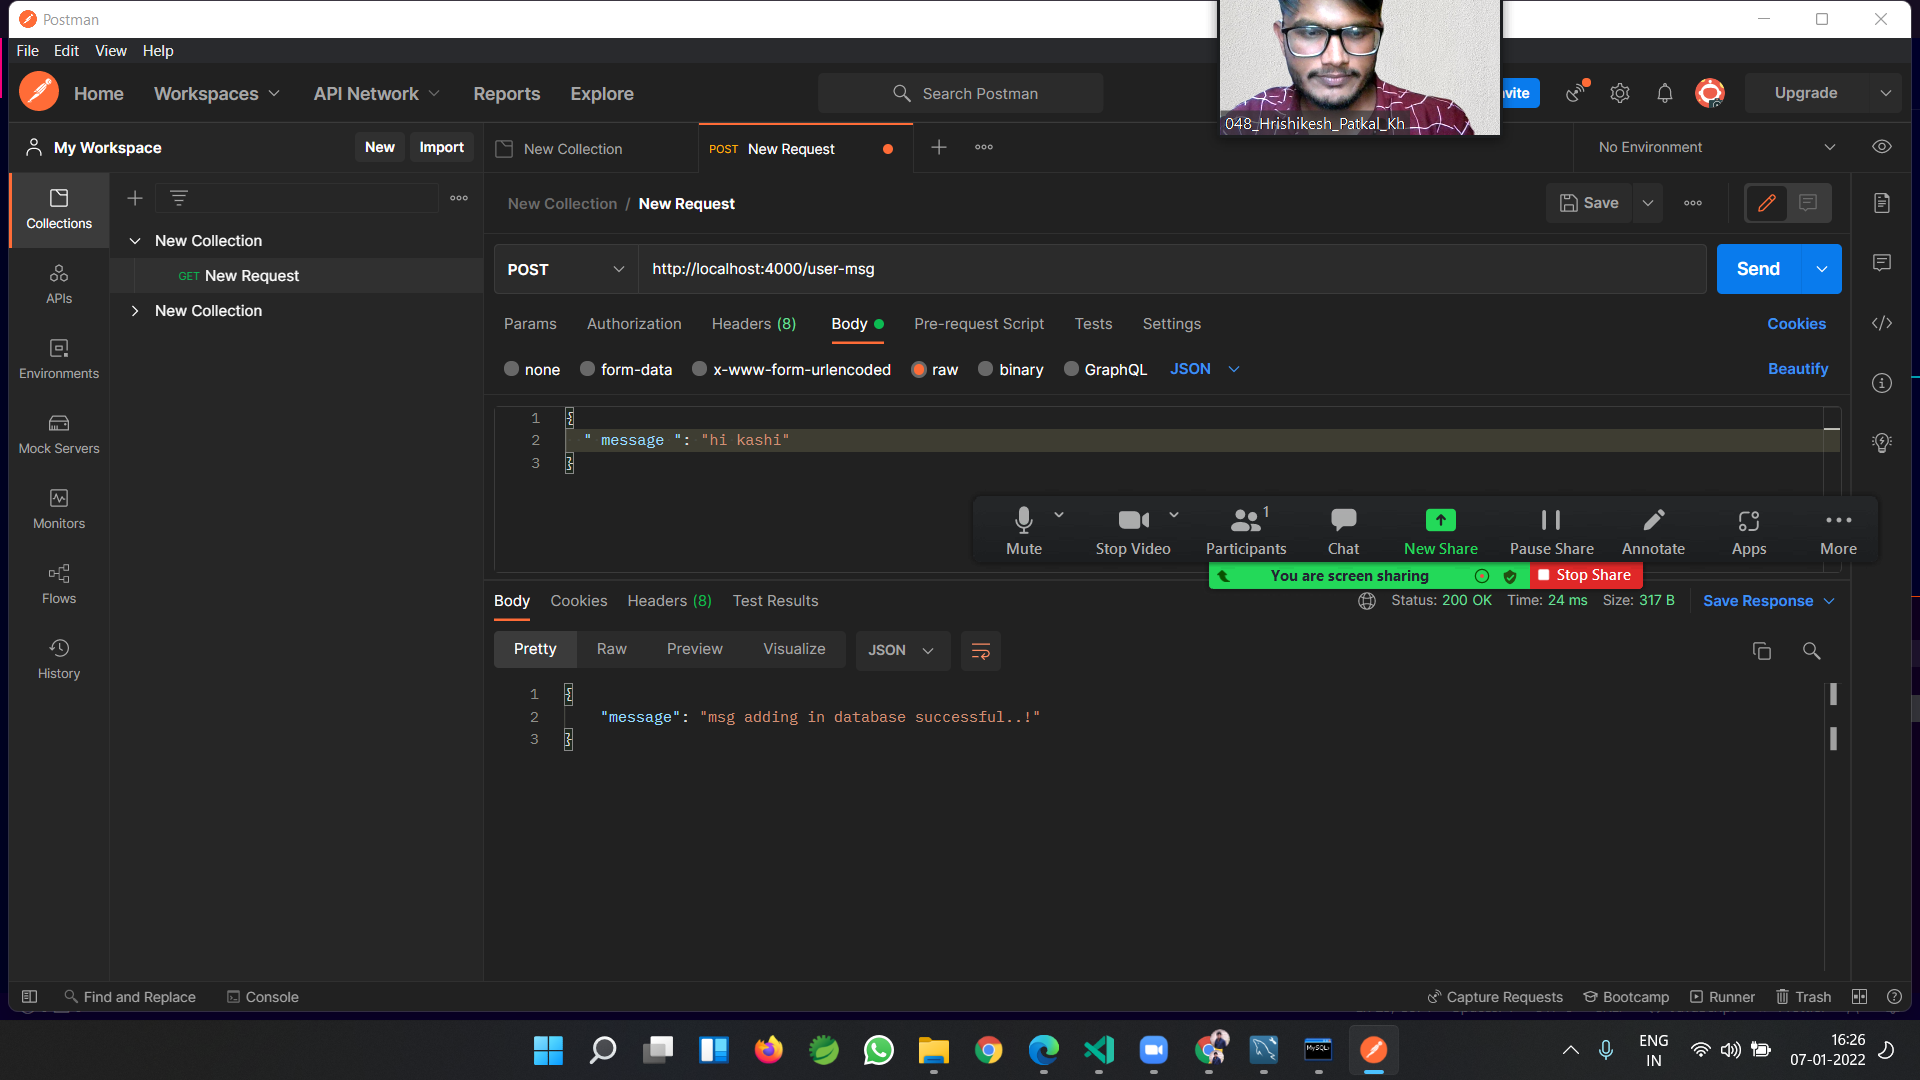 Postman
File Edit View Help
Home Workspaces API Network Reports Explore Search Postman Upgrade
048_Hrishikesh_Patkal_Kh
My Workspace New Import
New Collection POST New Request No Environment
Collections
APIs
Environments
Mock Servers
Monitors
Flows
History
New Collection
GET New Request
New Collection
New Collection / New Request Save
POST http://localhost:4000/user-msg Send
Params Authorization Headers (8) Body Pre-request Script Tests Settings Cookies
none form-data x-www-form-urlencoded raw binary GraphQL JSON Beautify
1 {
2 " message ": "hi kashi"
3 }
Mute Stop Video Participants 1 Chat New Share Pause Share Annotate Apps More
You are screen sharing Stop Share
Body Cookies Headers (8) Test Results Status: 200 OK Time: 24 ms Size: 317 B Save Response
Pretty Raw Preview Visualize JSON
1 {
2 "message": "msg adding in database successful..!"
3 }
Find and Replace Console Capture Requests Bootcamp Runner Trash
MySQL
ENG
IN
16:26
07-01-2022